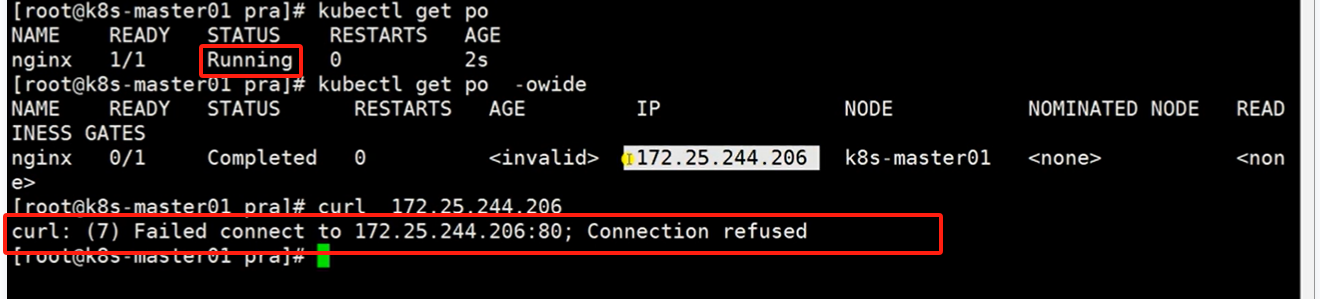 [root@k8s-master01 pra]# kubectl get po
NAME    READY   STATUS    RESTARTS   AGE
nginx   1/1     Running   0          2s
[root@k8s-master01 pra]# kubectl get po  -owide
NAME    READY   STATUS      RESTARTS   AGE         IP               NODE           NOMINATED NODE   READ
INESS GATES
nginx   0/1     Completed   0          <invalid>   172.25.244.206   k8s-master01   <none>           <non
e>
[root@k8s-master01 pra]# curl  172.25.244.206
curl: (7) Failed connect to 172.25.244.206:80; Connection refused
[root@k8s-master01 pra]#